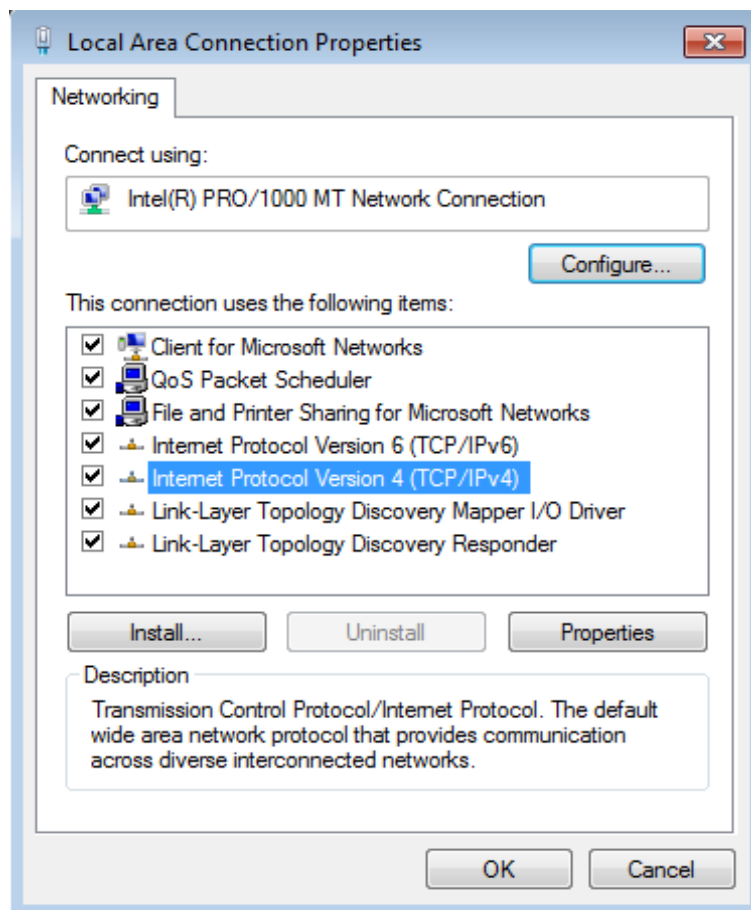 Local Area Connection Properties
Networking
Connect using:
Intel(R) PRO/1000 MT Network Connection
Configure...
This connection uses the following items:
Client for Microsoft Networks
QoS Packet Scheduler
File and Printer Sharing for Microsoft Networks
Internet Protocol Version 6 (TCP/IPv6)
Internet Protocol Version 4 (TCP/IPv4)
Link-Layer Topology Discovery Mapper I/O Driver
Link-Layer Topology Discovery Responder
Install... Uninstall Properties
Description
Transmission Control Protocol/Internet Protocol. The default
wide area network protocol that provides communication
across diverse interconnected networks.
OK Cancel